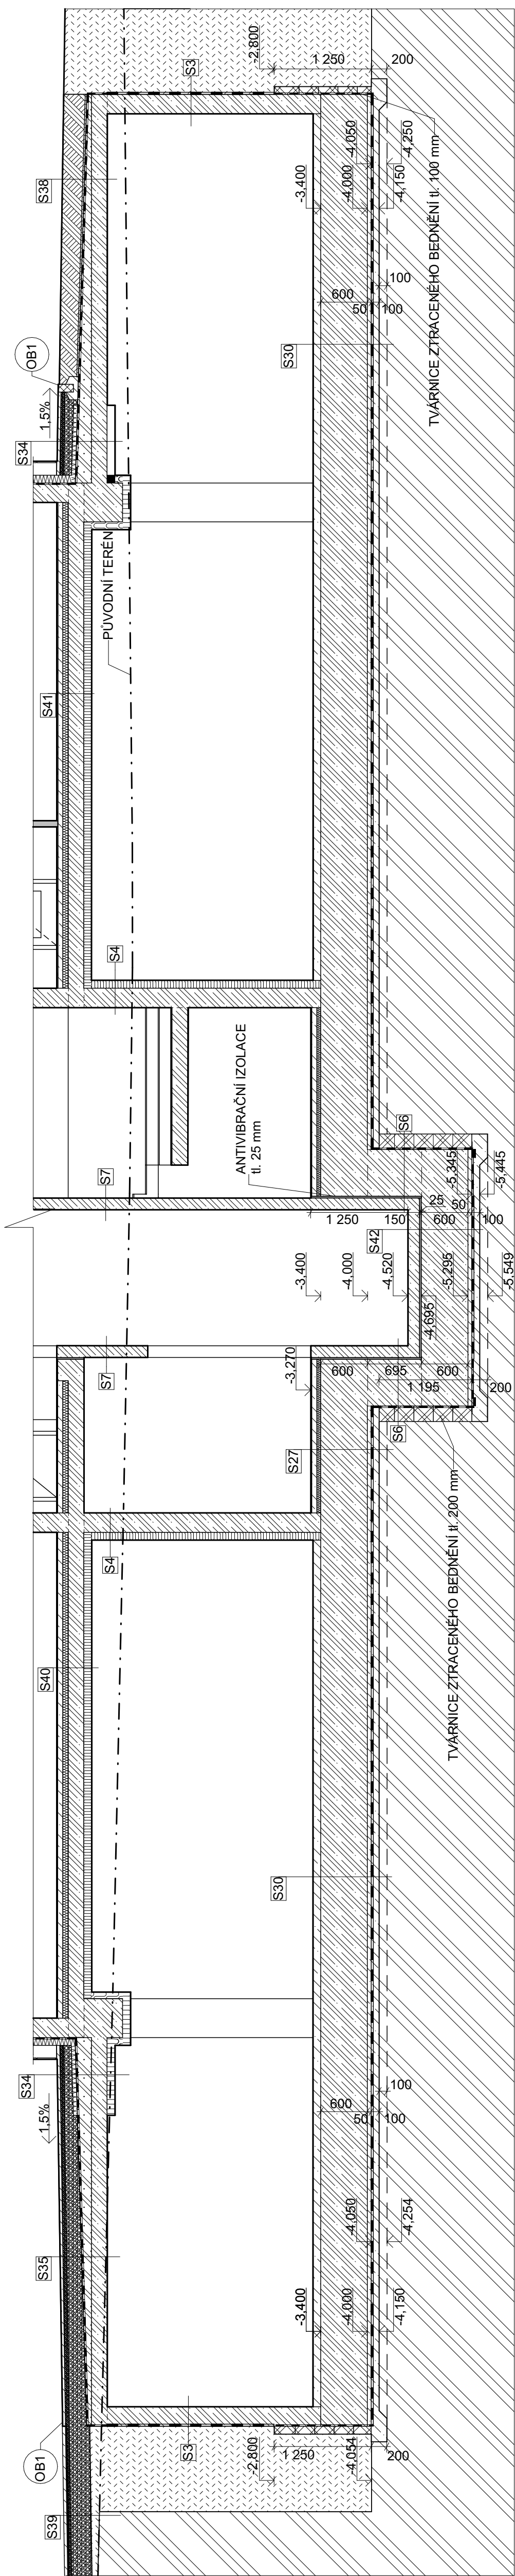 OB1
S39
S35
S34
1,5%
S3
-2,800
1 250
-4,054
200
-3,400
-4,000
-4,150
-4,050
-4,254
600
50
100
100
S30
S40
S4
S27
TVÁRNICE ZTRACENÉHO BEDNĚNÍ tl. 200 mm
S7
-3,270
S6
600
695
600
1 195
200
-3,400
-4,000
-4,520
-4,695
-5,295
-5,549
S42
S7
1 250
150
600
100
25
50
-5,345
-5,445
S6
ANTIVIBRAČNÍ IZOLACE
tl. 25 mm
S4
S41
PŮVODNÍ TERÉN
S34
1,5%
OB1
S30
600
50
100
100
TVÁRNICE ZTRACENÉHO BEDNĚNÍ tl. 100 mm
S38
-3,400
-4,000
-4,150
-4,050
-4,250
S3
-2,800
1 250
200